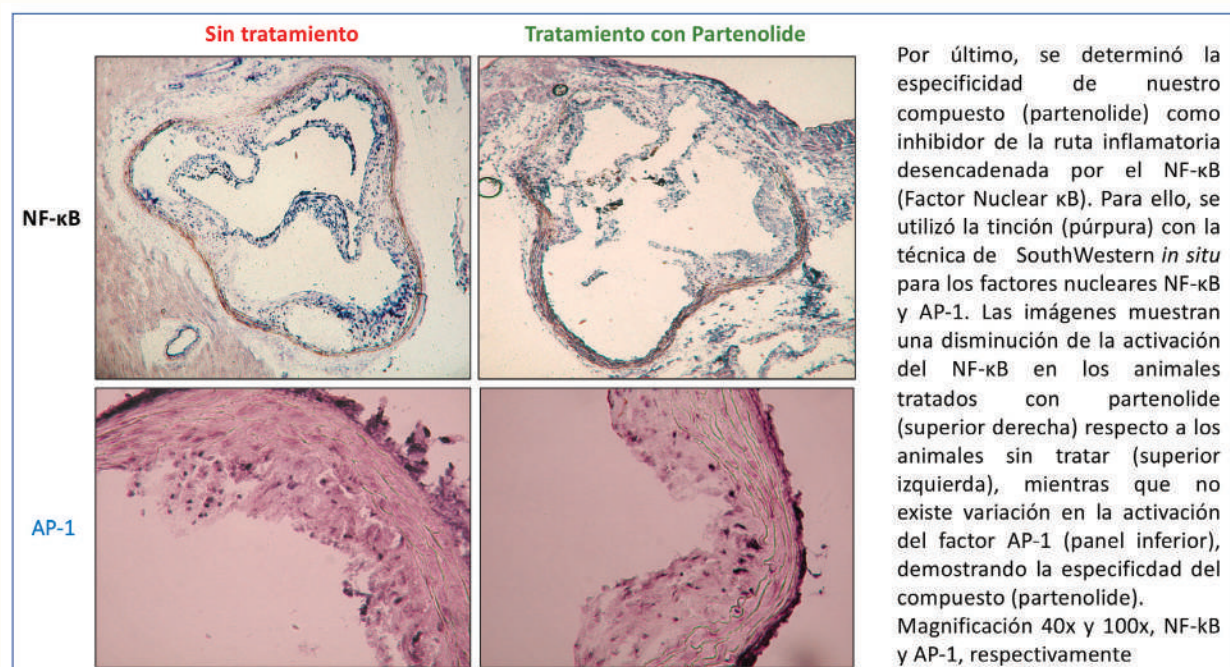 Sin tratamiento
Tratamiento con Partenolide
NF-κB
AP-1
Por último, se determinó la
especificidad de nuestro
compuesto (partenolide) como
inhibidor de la ruta inflamatoria
desencadenada por el NF-κB
(Factor Nuclear κB). Para ello, se
utilizó la tinción (púrpura) con la
técnica de SouthWestern in situ
para los factores nucleares NF-κB
y AP-1. Las imágenes muestran
una disminución de la activación
del NF-κB en los animales
tratados con partenolide
(superior derecha) respecto a los
animales sin tratar (superior
izquierda), mientras que no
existe variación en la activación
del factor AP-1 (panel inferior),
demostrando la especificdad del
compuesto (partenolide).
Magnificación 40x y 100x, NF-kB
y AP-1, respectivamente